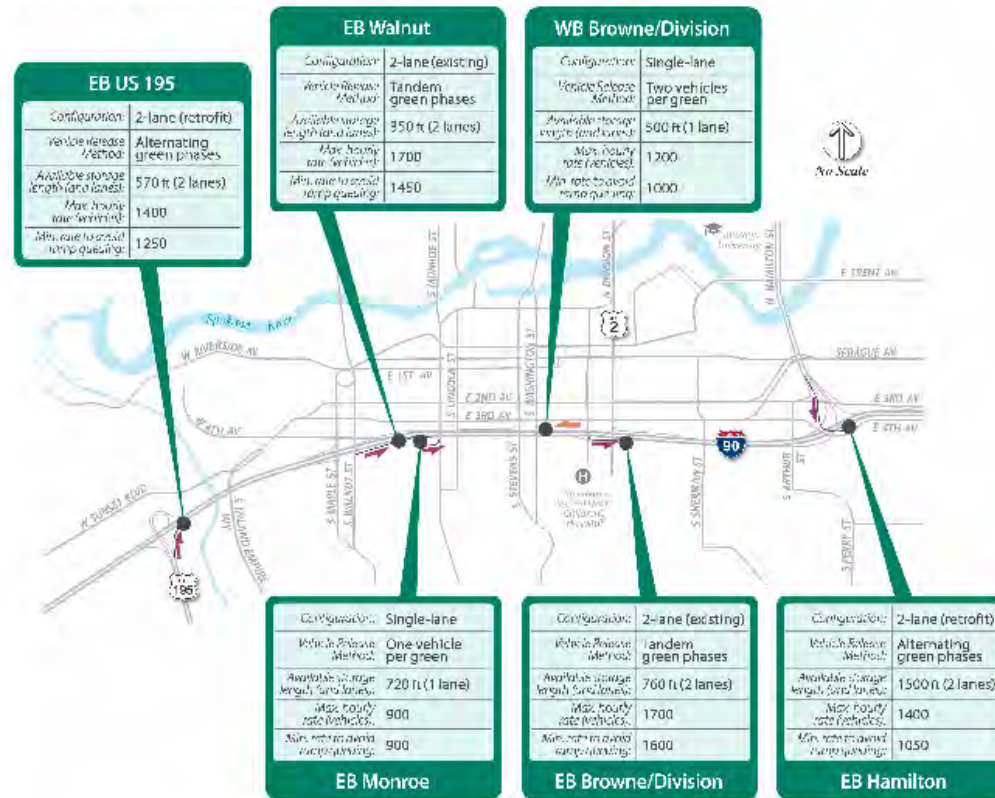 EB Walnut
Configuration: 2-lane (existing)
Vehicle Release Method: Tandem green phases
Available storage length (and lanes): 350 ft (2 lanes)
Max. hourly rate (vehicles): 1700
Min. rate to avoid ramp queuing: 1450
WB Browne/Division
Configuration: Single-lane
Vehicle Release Method: Two vehicles per green
Available storage length (and lanes): 500 ft (1 lane)
Max. hourly rate (vehicles): 1200
Min. rate to avoid ramp queuing: 1000
EB US 195
Configuration: 2-lane (retrofit)
Vehicle Release Method: Alternating green phases
Available storage length (and lanes): 570 ft (2 lanes)
Max. hourly rate (vehicles): 1400
Min. rate to avoid ramp queuing: 1250
No Scale
S MONROE ST
N DIVISION ST
N HAMILTON ST
University
E TRENT AV
Spokane River
2
W RIVERSIDE AV
SPRAGUE AV
E 1ST AV
S LINCOLN ST
S WASHINGTON ST
E 2ND AV
E 3RD AV
E 3RD AV
W 4TH AV
E 4TH AV
90
W SUNSET BLVD
S INLAND EMPIRE WY
S MAPLE ST
S WALNUT ST
S STEVENS ST
H
Hospital
S SHERMAN ST
S ARTHUR ST
S PERRY ST
195
Configuration: Single-lane
Vehicle Release Method: One vehicle per green
Available storage length (and lanes): 720 ft (1 lane)
Max. hourly rate (vehicles): 900
Min. rate to avoid ramp queuing: 900
EB Monroe
Configuration: 2-lane (existing)
Vehicle Release Method: Tandem green phases
Available storage length (and lanes): 760 ft (2 lanes)
Max. hourly rate (vehicles): 1700
Min. rate to avoid ramp queuing: 1600
EB Browne/Division
Configuration: 2-lane (retrofit)
Vehicle Release Method: Alternating green phases
Available storage length (and lanes): 1500 ft (2 lanes)
Max. hourly rate (vehicles): 1400
Min. rate to avoid ramp queuing: 1050
EB Hamilton